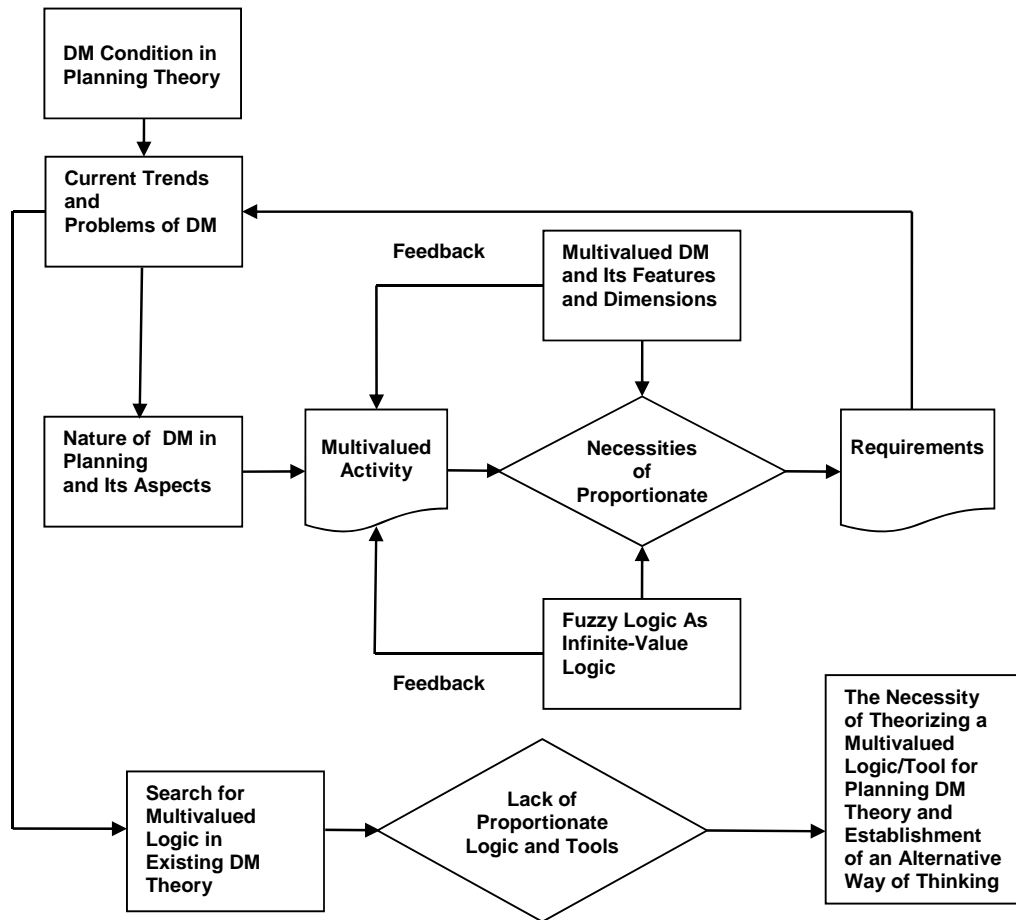 DM Condition in
Planning Theory
Current Trends
and
Problems of DM
Feedback
Multivalued DM
and Its Features
and Dimensions
Nature of DM in
Planning
and Its Aspects
Multivalued
Activity
Necessities
of
Proportionate
Requirements
Fuzzy Logic As
Infinite-Value
Logic
Feedback
The Necessity
of Theorizing a
Multivalued
Logic/Tool for
Planning DM
Theory and
Establishment
of an Alternative
Way of Thinking
Search for
Multivalued
Logic in
Existing DM
Theory
Lack of
Proportionate
Logic and Tools